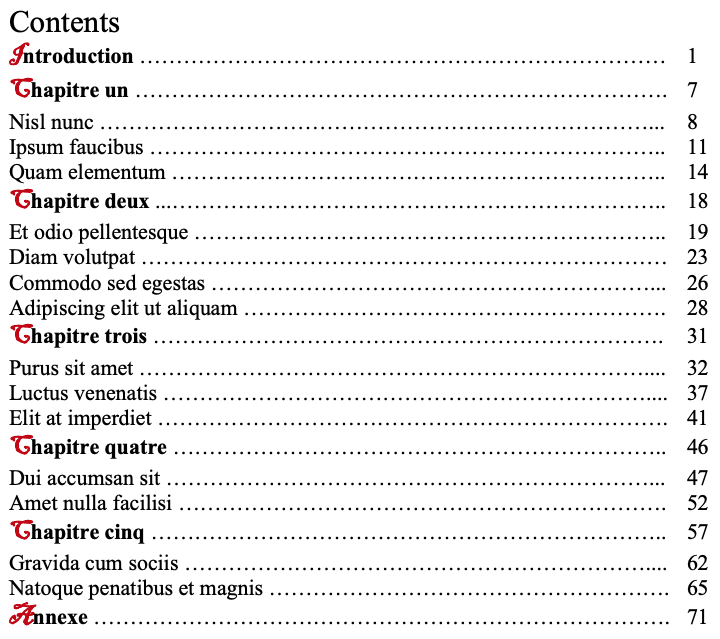 Contents
Introduction ……………………………………………………………… 1
Chapitre un ………………………………………………………………. 7
Nisl nunc …………………………………………………………………... 8
Ipsum faucibus …………………………………………………………….. 11
Quam elementum ………………………………………………………….. 14
Chapitre deux ...………………………………………………………….. 18
Et odio pellentesque ……………………………………………………….. 19
Diam volutpat ……………………………………………………………… 23
Commodo sed egestas ……………………………………………………... 26
Adipiscing elit ut aliquam …………………………………………………. 28
Chapitre trois ……………………………………………………………. 31
Purus sit amet …………………………………………………………….... 32
Luctus venenatis ………………………………………………………….... 37
Elit at imperdiet ……………………………………………………………. 41
Chapitre quatre ………………………………………………………….. 46
Dui accumsan sit …………………………………………………………... 47
Amet nulla facilisi …………………………………………………………. 52
Chapitre cinq …………………………………………………………….. 57
Gravida cum sociis ……………………………………………………….... 62
Natoque penatibus et magnis ………………………………………………. 65
Annexe ……………………………………………………………………. 71